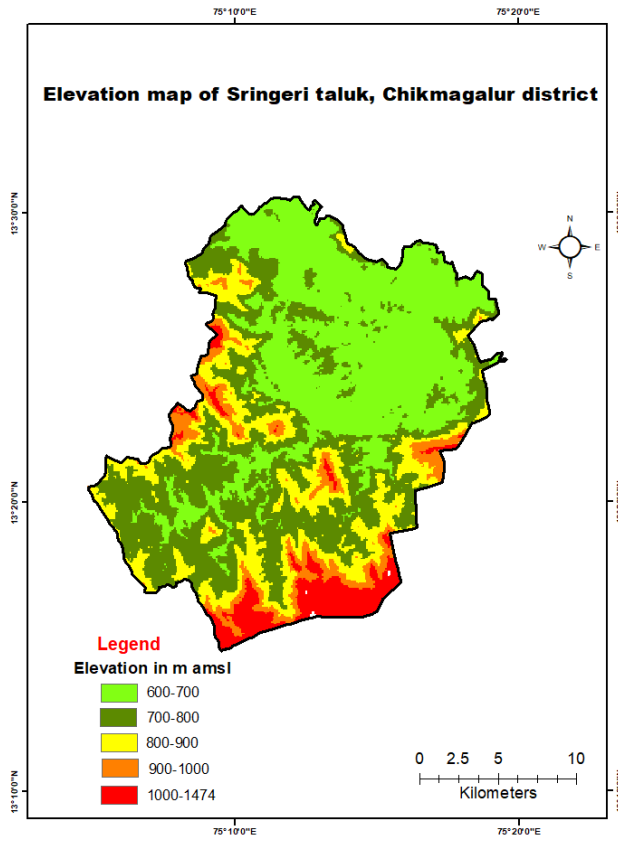 75°10'0"E 75°20'0"E
Elevation map of Sringeri taluk, Chikmagalur district
13°30'0"N
N
W E
S
13°20'0"N
Legend
Elevation in m amsl
600-700
700-800
800-900
900-1000
1000-1474
0 2.5 5 10
Kilometers
13°10'0"N
75°10'0"E 75°20'0"E